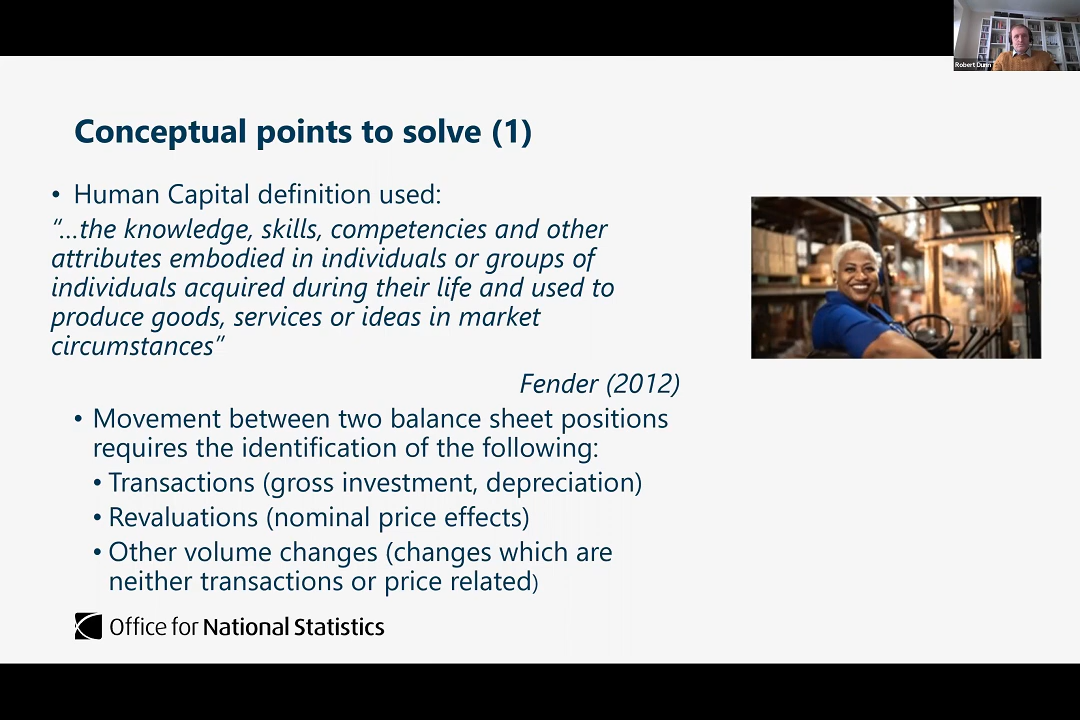 Robert Dunn
Conceptual points to solve (1)
• Human Capital definition used:
“...the knowledge, skills, competencies and other
attributes embodied in individuals or groups of
individuals acquired during their life and used to
produce goods, services or ideas in market
circumstances”
Fender (2012)
• Movement between two balance sheet positions
requires the identification of the following:
• Transactions (gross investment, depreciation)
• Revaluations (nominal price effects)
• Other volume changes (changes which are
neither transactions or price related)
Office for National Statistics